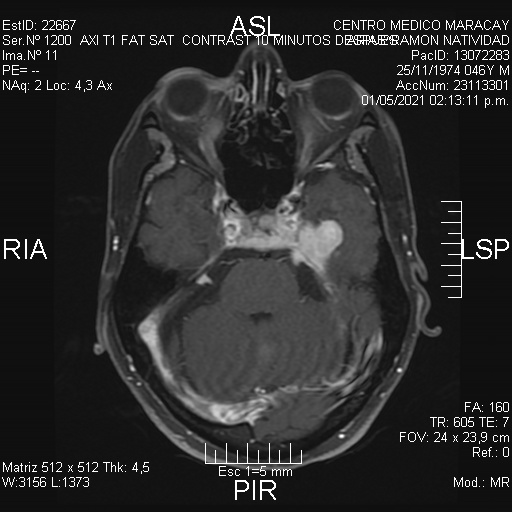 EstID: 22667
Ser.Nº 1200 AXI T1 FAT SAT CONTRAST 10 MINUTOS DESPUES
Ima.Nº 11
PE= --
NAq: 2 Loc: 4,3 Ax
ASL
CENTRO MEDICO MARACAY
RAMON NATIVIDAD
PacID: 13072283
25/11/1974 046Y M
AccNum: 23113301
01/05/2021 02:13:11 p.m.
RIA
LSP
FA: 160
TR: 605 TE: 7
FOV: 24 x 23,9 cm
Ref.: 0
Matriz 512 x 512 Thk: 4,5
W:3156 L:1373
Esc 1=5 mm
PIR
Mod.: MR